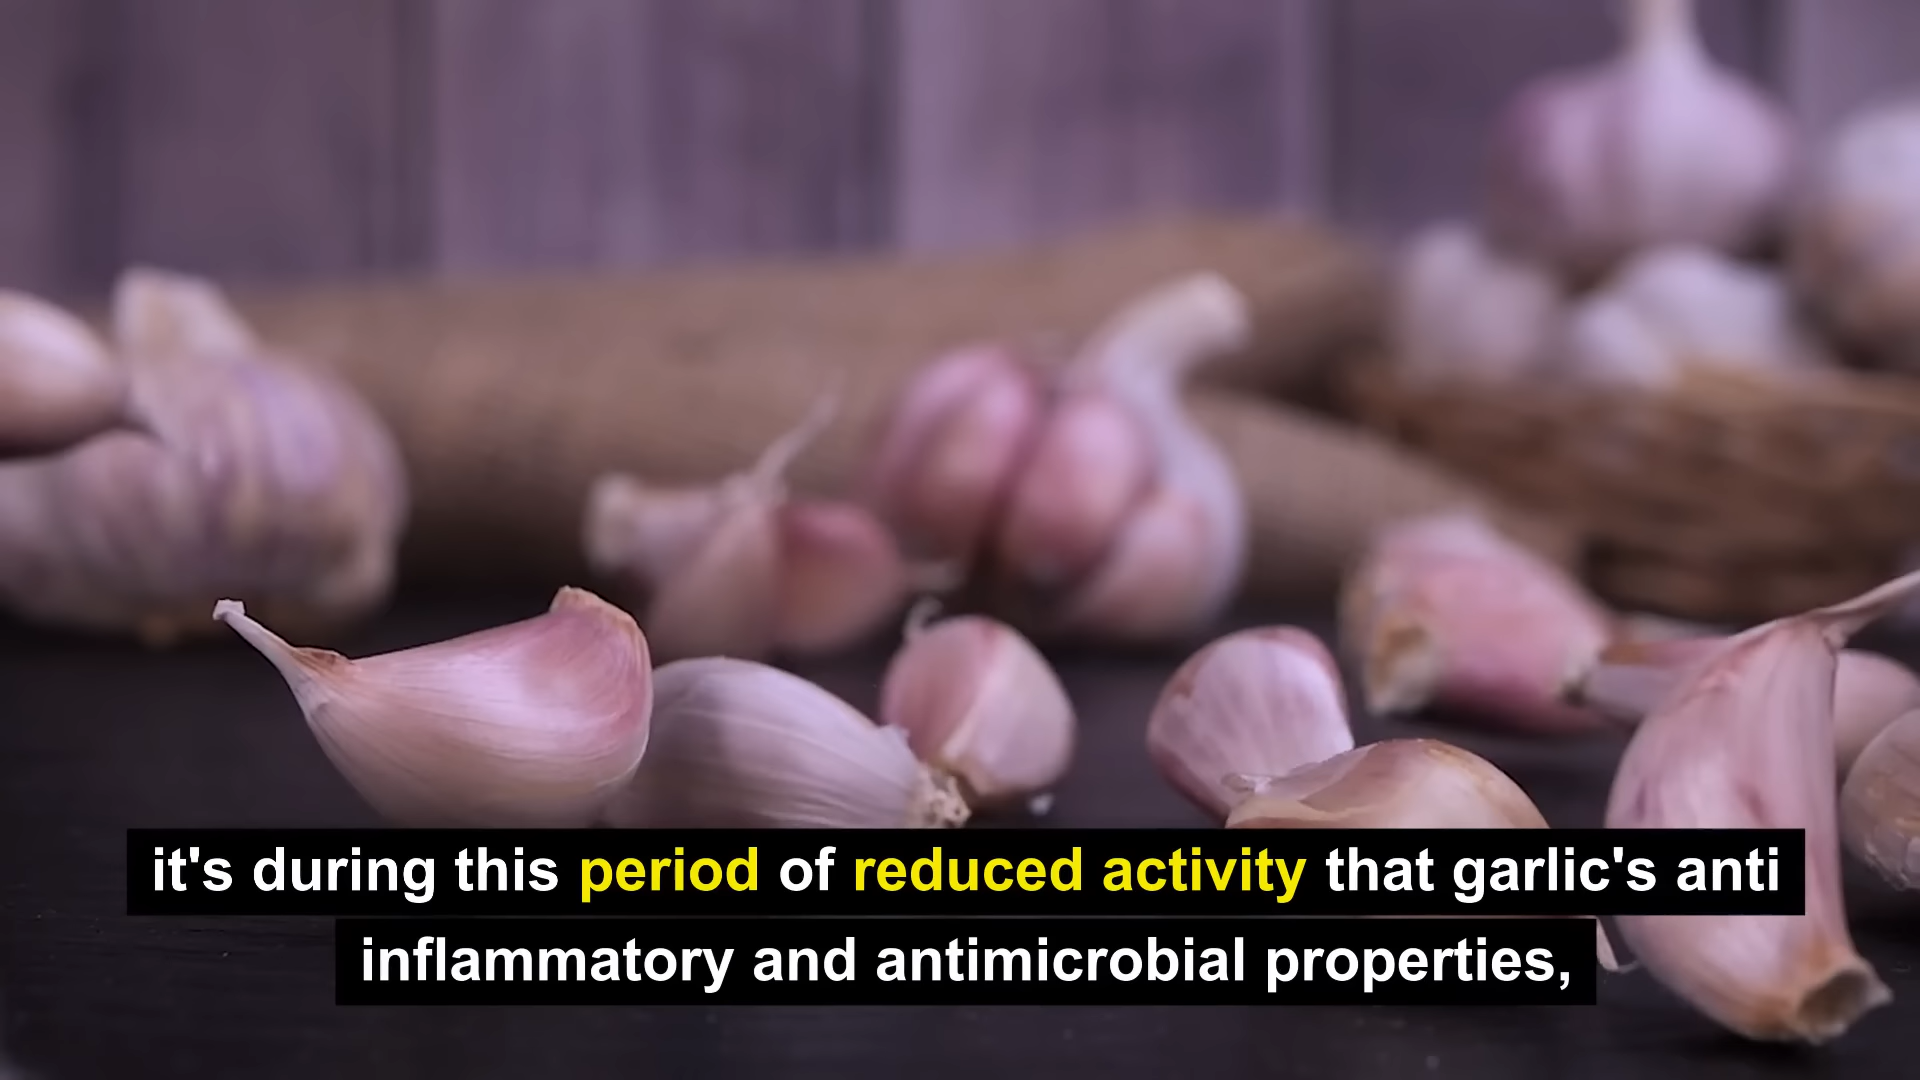 it's during this period of reduced activity that garlic's anti
inflammatory and antimicrobial properties,